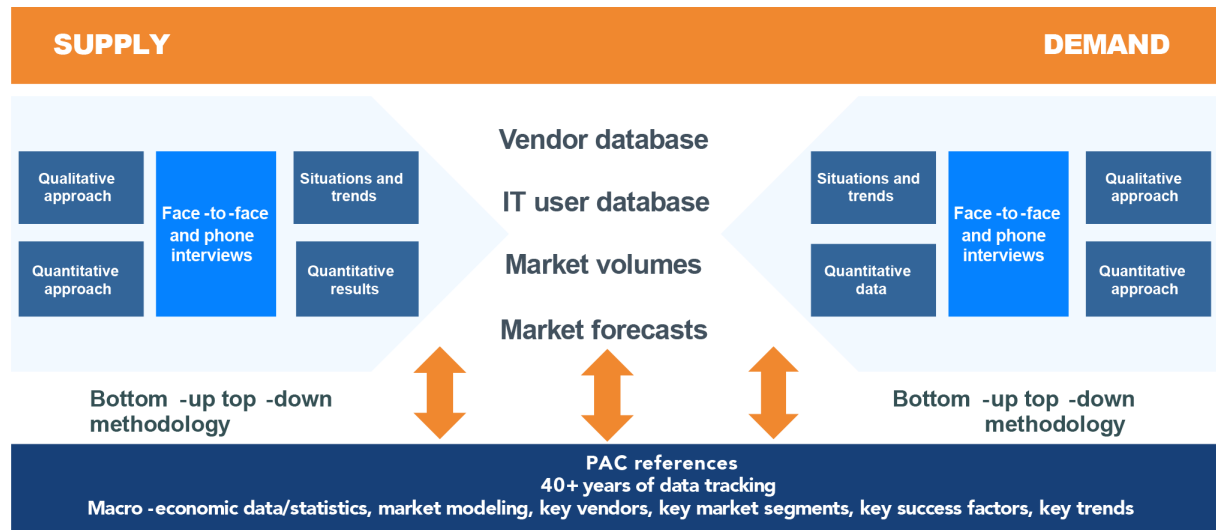 SUPPLY
DEMAND
Qualitative
approach
Quantitative
approach
Face -to -face
and phone
interviews
Situations and
trends
Quantitative
results
Vendor database
IT user database
Market volumes
Market forecasts
Situations and
trends
Quantitative
data
Face -to -face
and phone
interviews
Qualitative
approach
Quantitative
approach
Bottom -up top -down
methodology
Bottom -up top -down
methodology
PAC references
40+ years of data tracking
Macro -economic data/statistics, market modeling, key vendors, key market segments, key success factors, key trends